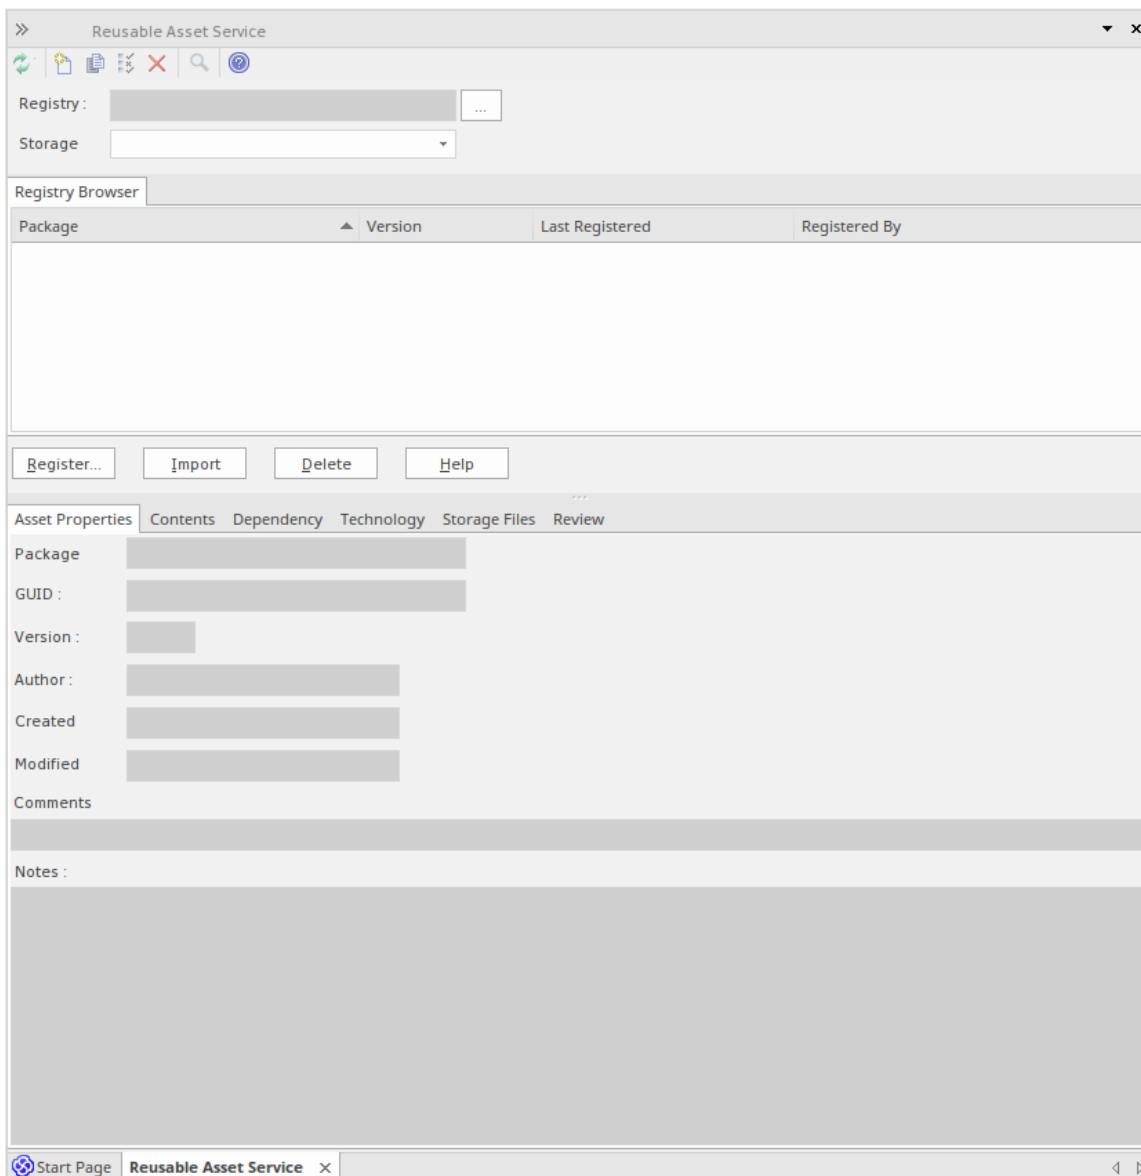 Reusable Asset Service
Registry :
...
Storage
Registry Browser
Package Version Last Registered Registered By
Register... Import Delete Help
Asset Properties Contents Dependency Technology Storage Files Review
Package
GUID :
Version :
Author :
Created
Modified
Comments
Notes :
Start Page Reusable Asset Service